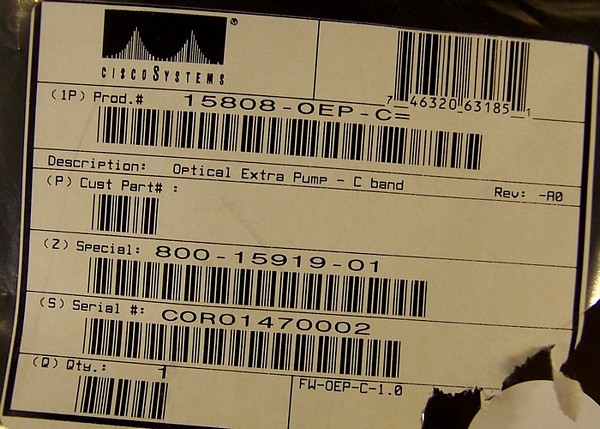 CISCO SYSTEMS
7 46320 63185 1
(1P) Prod.# 15808-OEP-C=
Description: Optical Extra Pump - C band Rev: -A0
(P) Cust Part# :
(Z) Special: 800-15919-01
(S) Serial #: COR01470002
(Q) Qty.: 1
FW-OEP-C-1.0